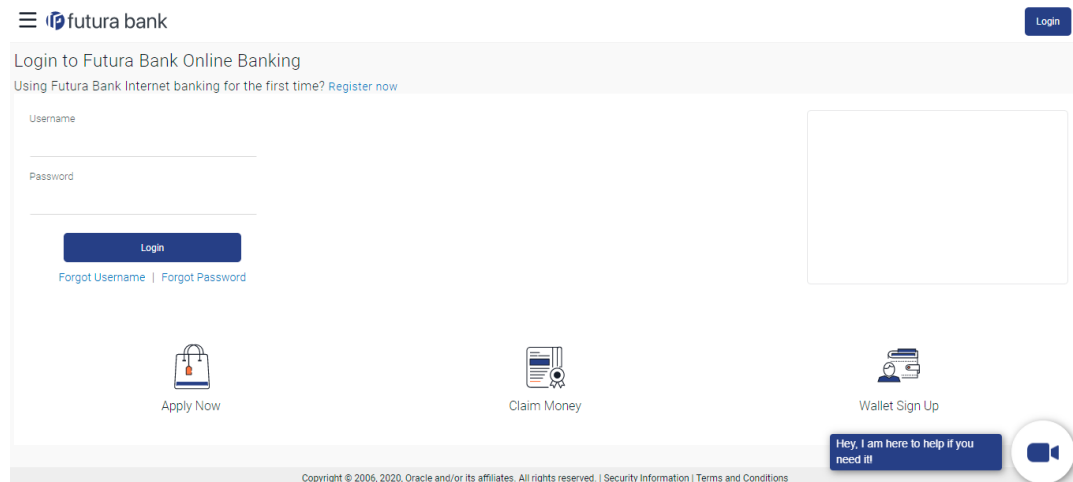 futura bank
Login
Login to Futura Bank Online Banking
Using Futura Bank Internet banking for the first time? Register now
Username
Password
Login
Forgot Username | Forgot Password
Apply Now
Claim Money
Wallet Sign Up
Hey, I am here to help if you
need it!
Copyright © 2006, 2020, Oracle and/or its affiliates. All rights reserved. | Security Information | Terms and Conditions